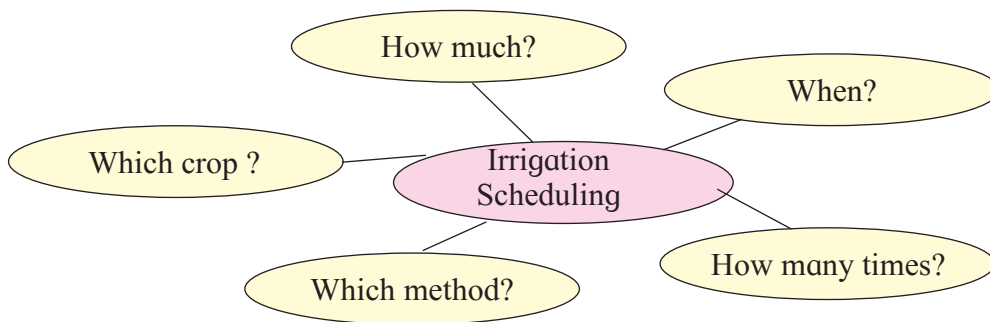 How much?
When?
Which crop ?
Irrigation
Scheduling
How many times?
Which method?